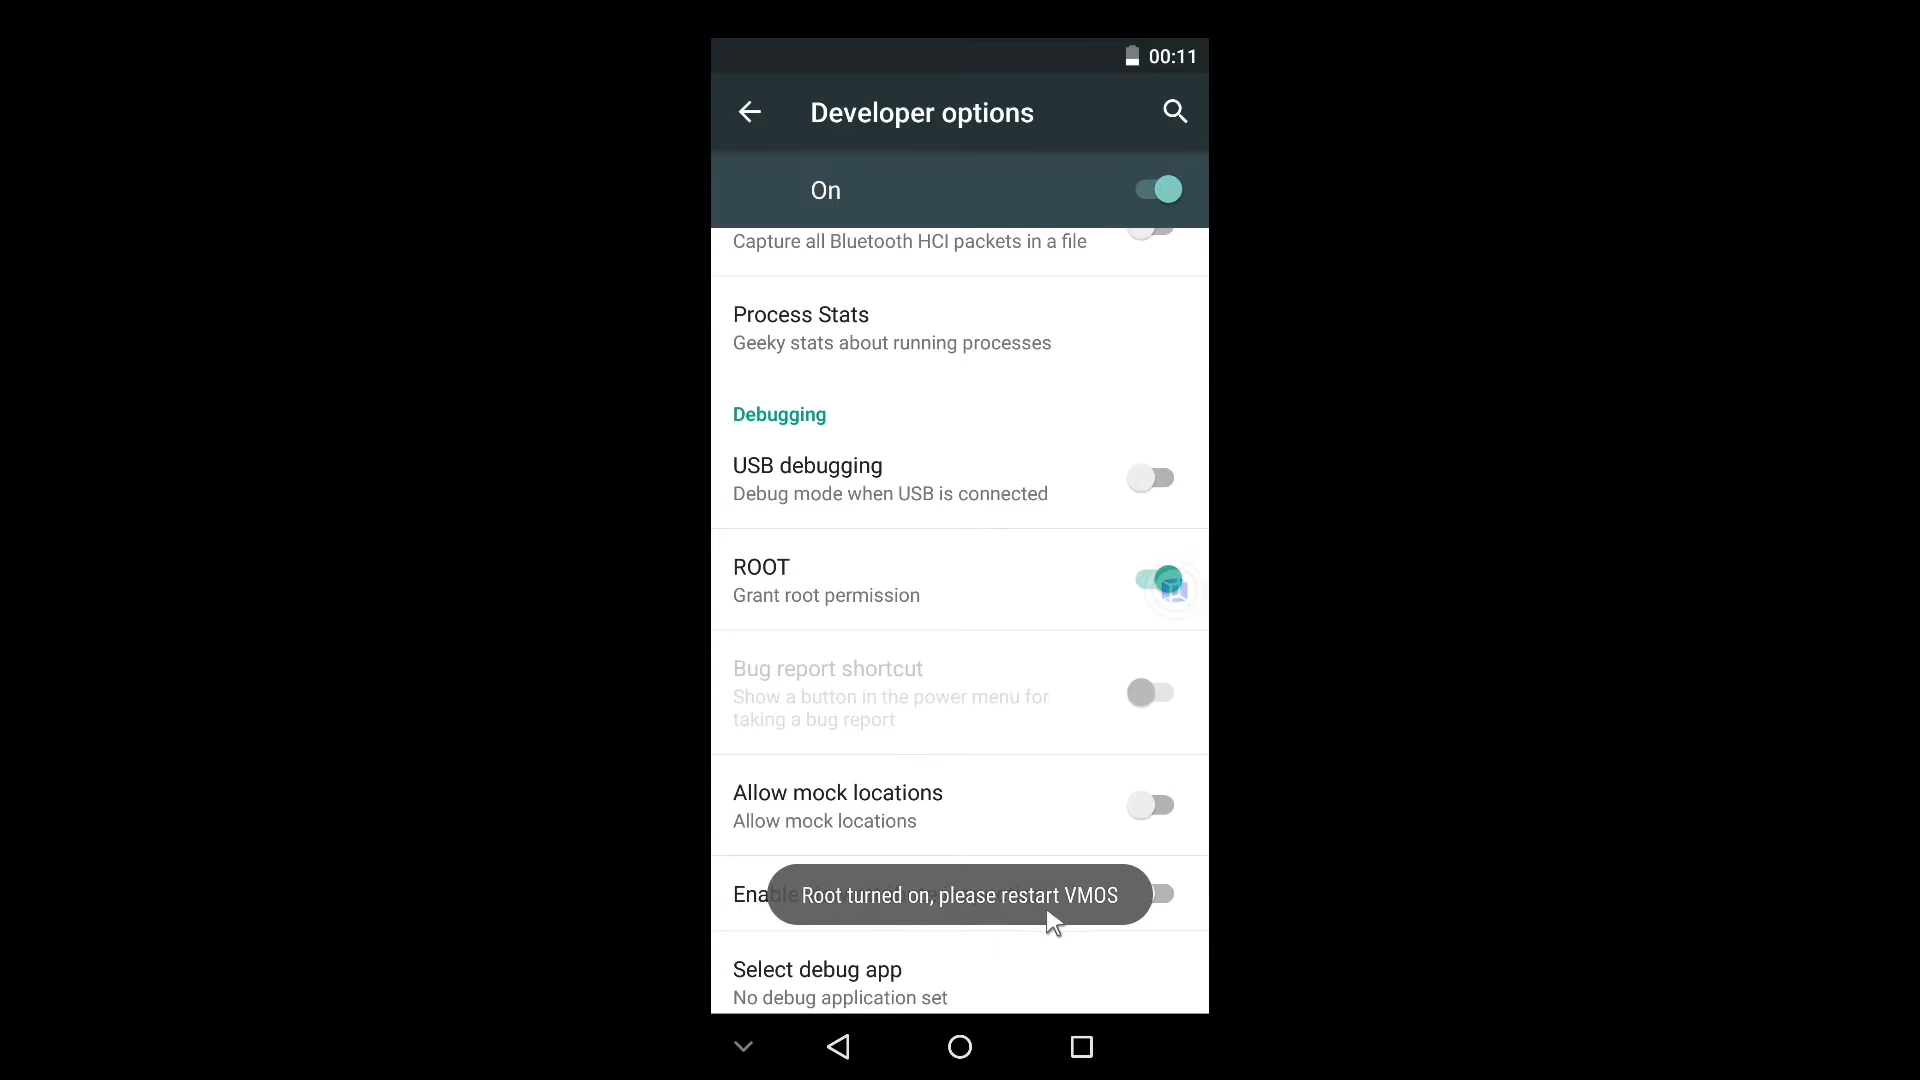 00:11
Developer options
On
Capture all Bluetooth HCI packets in a file
Process Stats
Geeky stats about running processes
Debugging
USB debugging
Debug mode when USB is connected
ROOT
Grant root permission
Bug report shortcut
Show a button in the power menu for
taking a bug report
Allow mock locations
Allow mock locations
Root turned on, please restart VMOS
Select debug app
No debug application set